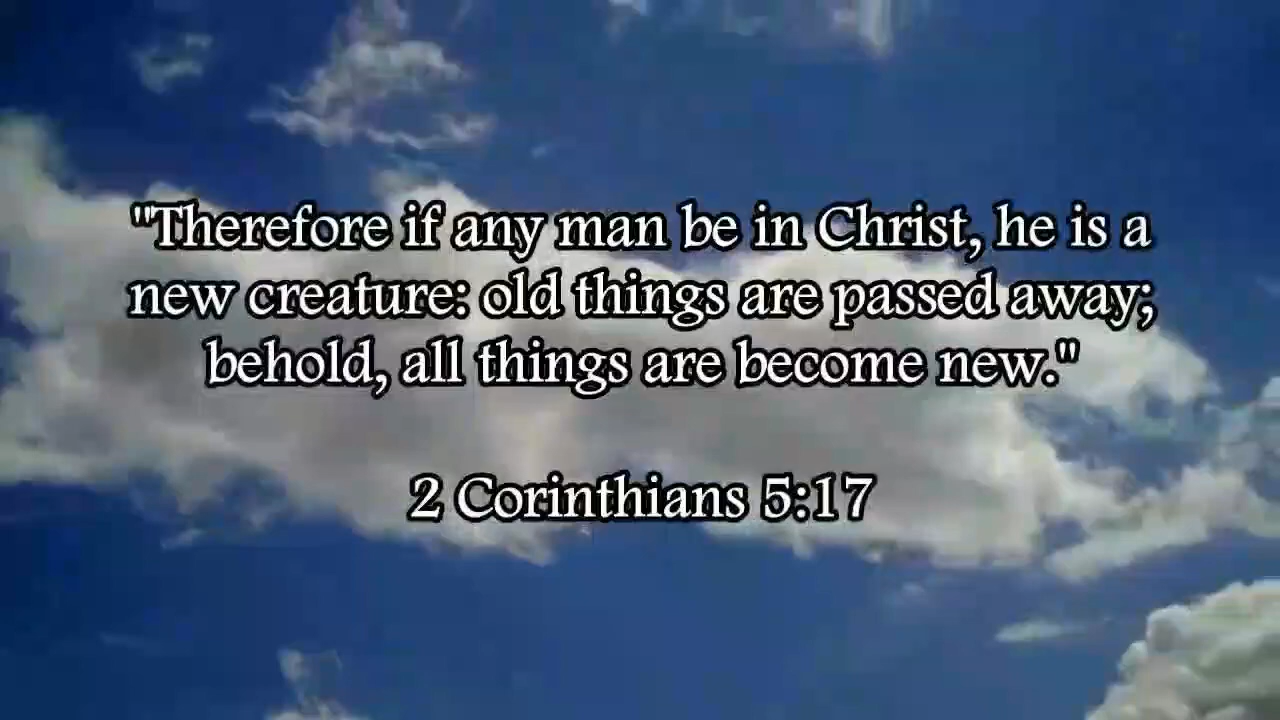 "Therefore if any man be in Christ, he is a
new creature: old things are passed away;
behold, all things are become new."
2 Corinthians 5:17